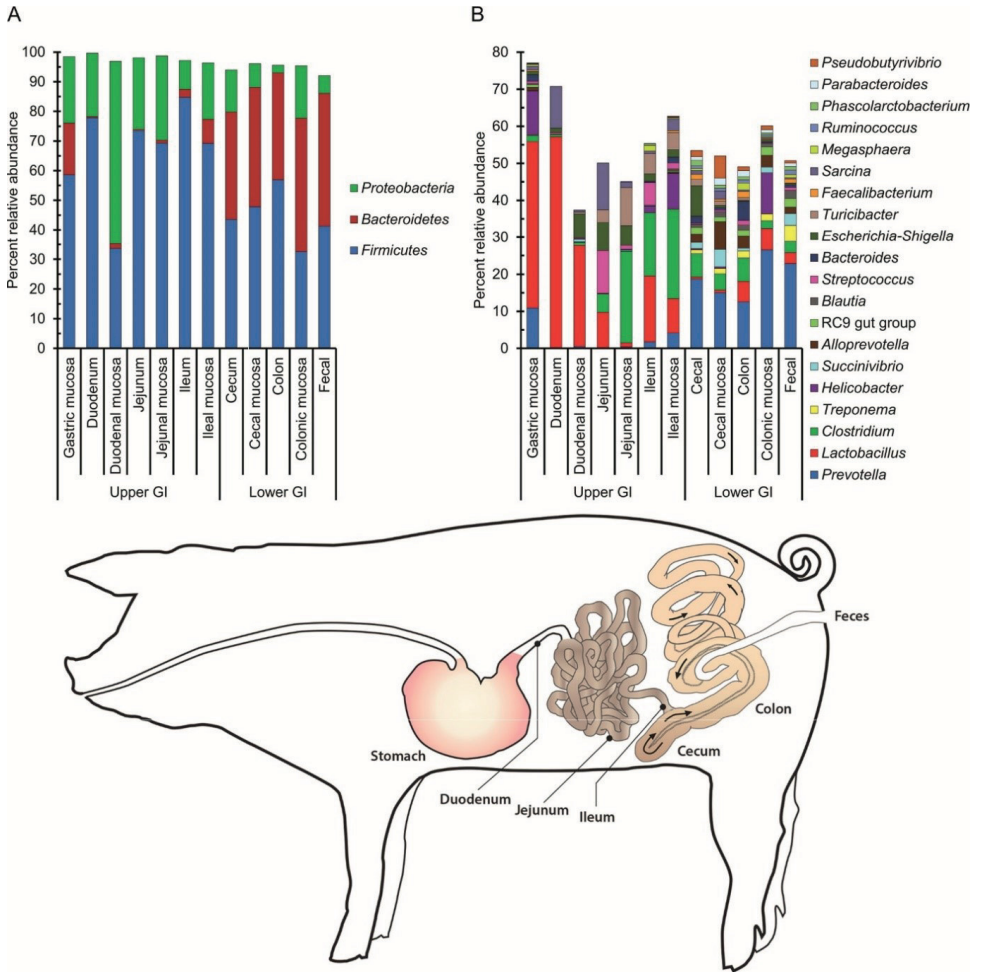 A
Percent relative abundance
100
90
80
70
60
50
40
30
20
10
0
Gastric mucosa
Duodenum
Duodenal mucosa
Jejunum
Jejunal mucosa
Ileum
Ileal mucosa
Cecum
Cecal mucosa
Colon
Colonic mucosa
Fecal
Upper GI
Lower GI
Proteobacteria
Bacteroidetes
Firmicutes
B
Percent relative abundance
80
70
60
50
40
30
20
10
0
Gastric mucosa
Duodenum
Duodenal mucosa
Jejunum
Jejunal mucosa
Ileum
Ileal mucosa
Cecal
Cecal mucosa
Colon
Colonic mucosa
Fecal
Upper GI
Lower GI
Pseudobutyrivibrio
Parabacteroides
Phascolarctobacterium
Ruminococcus
Megasphaera
Sarcina
Faecalibacterium
Turicibacter
Escherichia-Shigella
Bacteroides
Streptococcus
Blautia
RC9 gut group
Alloprevotella
Succinivibrio
Helicobacter
Treponema
Clostridium
Lactobacillus
Prevotella
Feces
Colon
Cecum
Stomach
Duodenum
Jejunum
Ileum